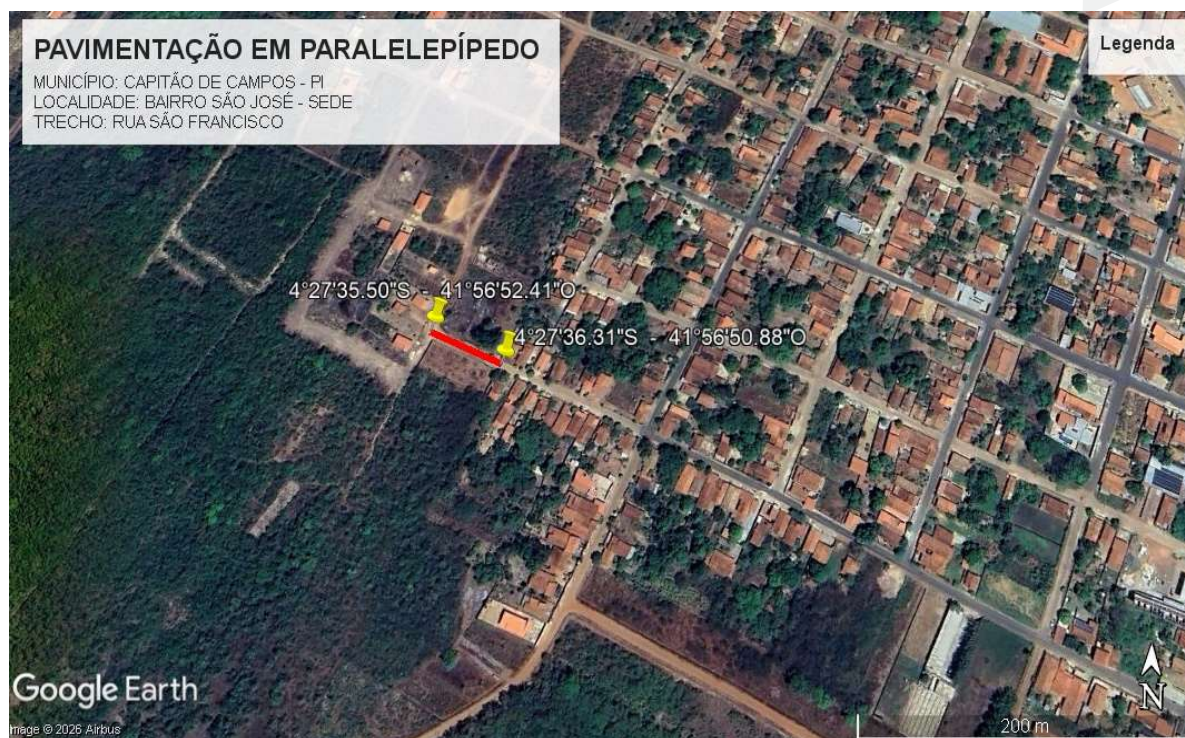 PAVIMENTAÇÃO EM PARALELEPÍPEDO
MUNICÍPIO: CAPITÃO DE CAMPOS - PI
LOCALIDADE: BAIRRO SÃO JOSÉ - SEDE
TRECHO: RUA SÃO FRANCISCO
Legenda
4°27'35.50"S - 41°56'52.41"O
4°27'36.31"S - 41°56'50.88"O
Google Earth
Image © 2026 Airbus
200 m
N